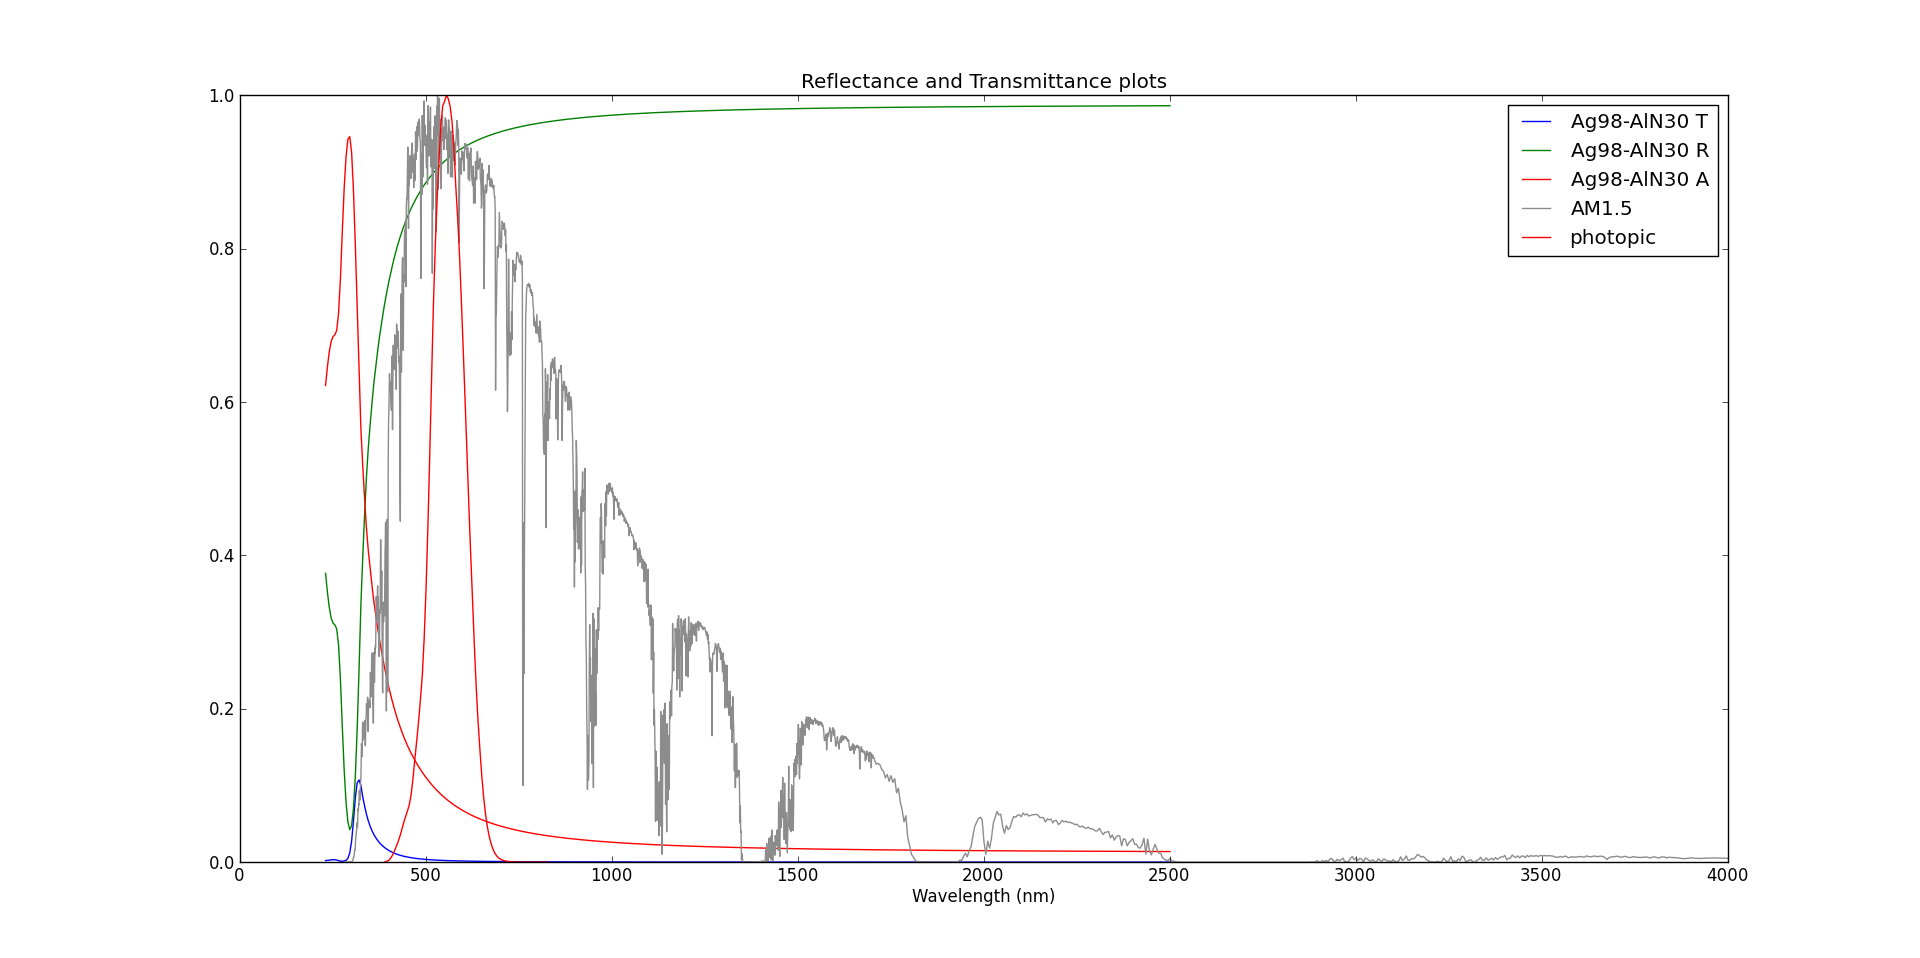 Reflectance and Transmittance plots
1.0
0.8
0.6
0.4
0.2
0.0
Ag98-AlN30 T
Ag98-AlN30 R
Ag98-AlN30 A
AM1.5
photopic
0 500 1000 1500 2000 2500 3000 3500 4000
Wavelength (nm)